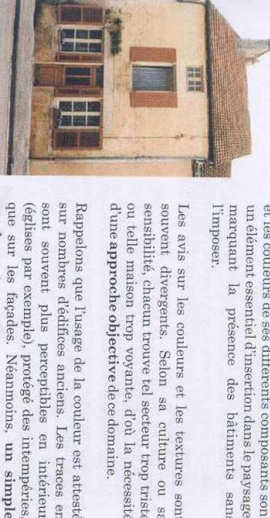 et les couleurs de ses différents composants son
un élément essentiel d'insertion dans le paysage
marquant la présence des bâtiments sans
l'imposer.
Les avis sur les couleurs et les textures son
souvent divergents. Selon sa culture ou sa
sensibilité, chacun trouve tel secteur trop triste
ou telle maison trop voyante, d'où la nécessité
d'une approche objective de ce domaine.
Rappelons que l'usage de la couleur est attesté
sur nombres d'édifices anciens. Les traces en
sont souvent plus perceptibles en intérieur
(églises par exemple), protégé des intempéries,
que sur les façades. Néanmoins, un simple